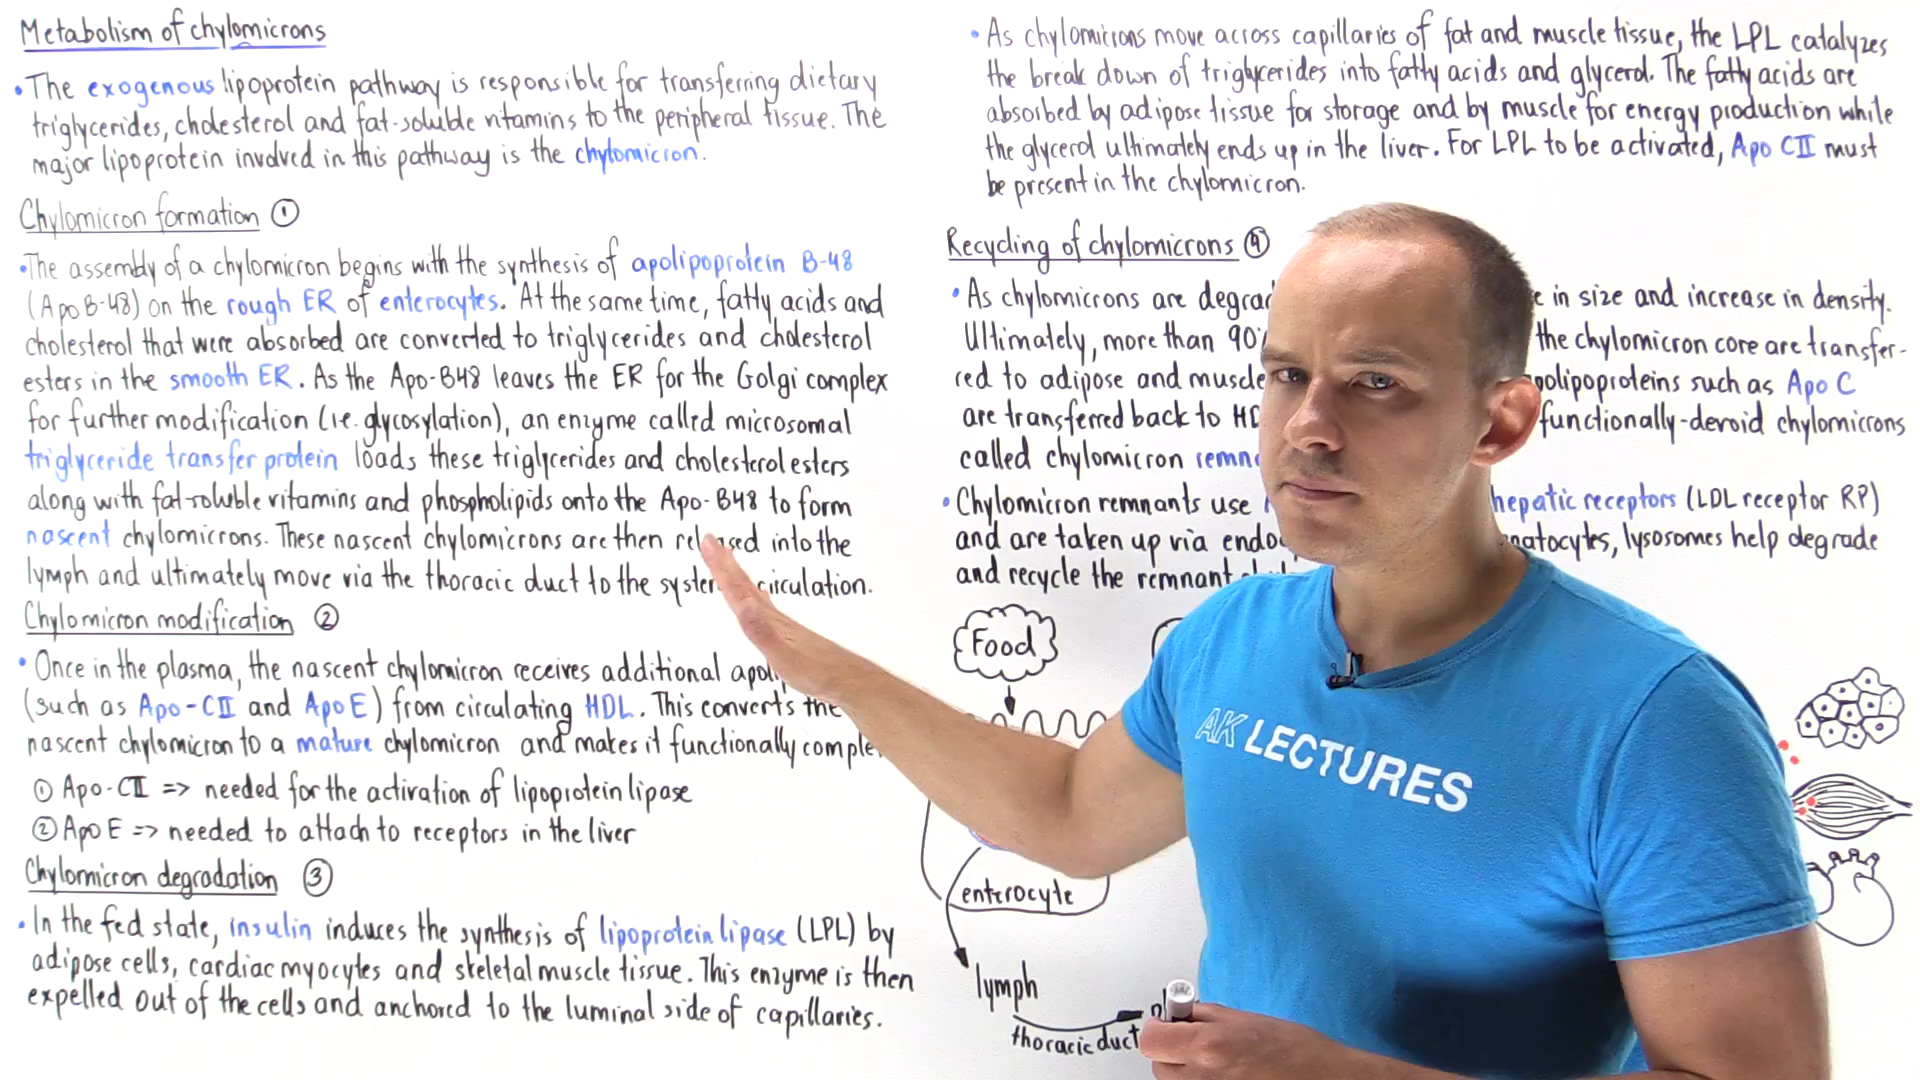 Metabolism of chylomicrons
• The exogenous lipoprotein pathway is responsible for transferring dietary
triglycerides, cholesterol and fat-soluble vitamins to the peripheral tissue. The
major lipoprotein involved in this pathway is the chylomicron.
Chylomicron formation ①
• The assembly of a chylomicron begins with the synthesis of apolipoprotein B-48
(Apo B-48) on the rough ER of enterocytes. At the same time, fatty acids and
cholesterol that were absorbed are converted to triglycerides and cholesterol
esters in the smooth ER. As the Apo-B48 leaves the ER for the Golgi complex
for further modification (i.e. glycosylation), an enzyme called microsomal
triglyceride transfer protein loads these triglycerides and cholesterol esters
along with fat-soluble vitamins and phospholipids onto the Apo-B48 to form
nascent chylomicrons. These nascent chylomicrons are then into the
lymph and ultimately move via the thoracic duct to the circulation.
Chylomicron modification ②
• Once in the plasma, the nascent chylomicron receives additional
(such as Apo-CII and Apo E) from circulating HDL. This converts the
nascent chylomicron to a mature chylomicron and makes it functionally
① Apo-CII => needed for the activation of lipoprotein lipase
② Apo E => needed to attach to receptors in the liver
Chylomicron degradation ③
• In the fed state, insulin induces the synthesis of lipoprotein lipase (LPL) by
adipose cells, cardiac myocytes and skeletal muscle tissue. This enzyme is then
expelled out of the cells and anchored to the luminal side of capillaries.
• As chylomicrons move across capillaries of fat and muscle tissue, the LPL catalyzes
the break down of triglycerides into fatty acids and glycerol. The fatty acids are
absorbed by adipose tissue for storage and by muscle for energy production while
the glycerol ultimately ends up in the liver. For LPL to be activated, Apo CII must
be present in the chylomicron.
Recycling of chylomicrons ④
• As chylomicrons are in size and increase in density.
Ultimately, more than the chylomicron core are transfer-
red to adipose and such as Apo C
are transferred back to functionally-devoid chylomicrons
called chylomicron
• Chylomicron remnants use hepatic receptors (LDL receptor RP)
and are taken up via lysosomes help degrade
and recycle the remnant
Food
enterocyte
lymph
thoracic duct
AK LECTURES